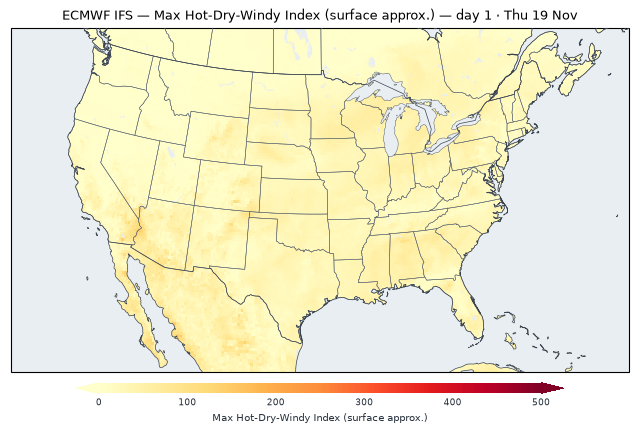 ECMWF IFS — Max Hot-Dry-Windy Index (surface approx.) — day 1 · Thu 19 Nov
0 100 200 300 400 500
Max Hot-Dry-Windy Index (surface approx.)